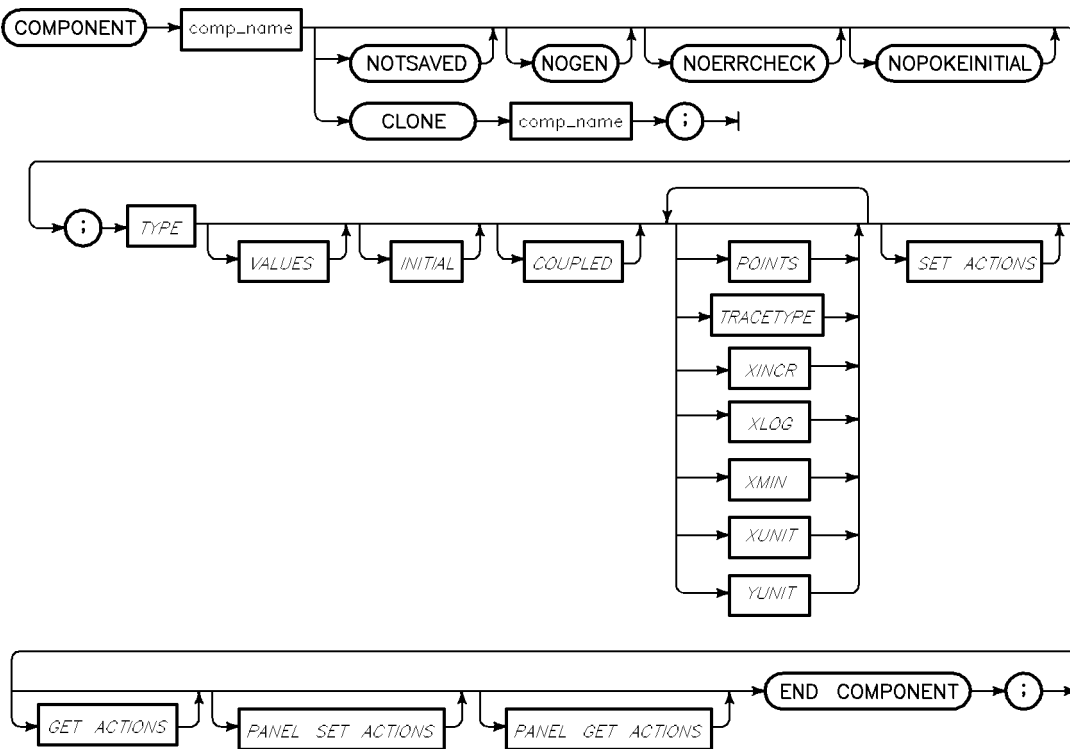 COMPONENT comp_name
NOTSAVED NOGEN NOERRCHECK NOPOKEINITIAL
CLONE comp_name ;
; TYPE
VALUES INITIAL COUPLED POINTS SET ACTIONS
TRACETYPE
XINCR
XLOG
XMIN
XUNIT
YUNIT
END COMPONENT ;
GET ACTIONS PANEL SET ACTIONS PANEL GET ACTIONS